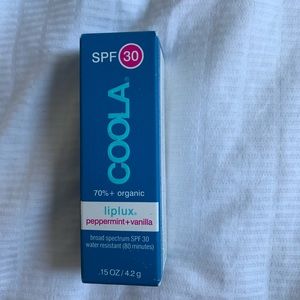 SPF 30
COOLA®
70%+ organic
liplux®
peppermint+vanilla
broad spectrum SPF 30
water resistant (80 minutes)
.15 OZ/4.2 g